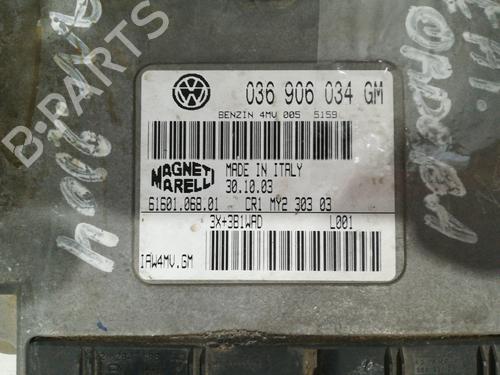 036 906 034 GM
BENZIN 4MV 005 5159
MAGNETI
MARELLI
MADE IN ITALY
30.10.03
61601.068.01 CR1 MY2 303 03
3X+3B1WAD L001
IAW4MV.GM
B-PARTS